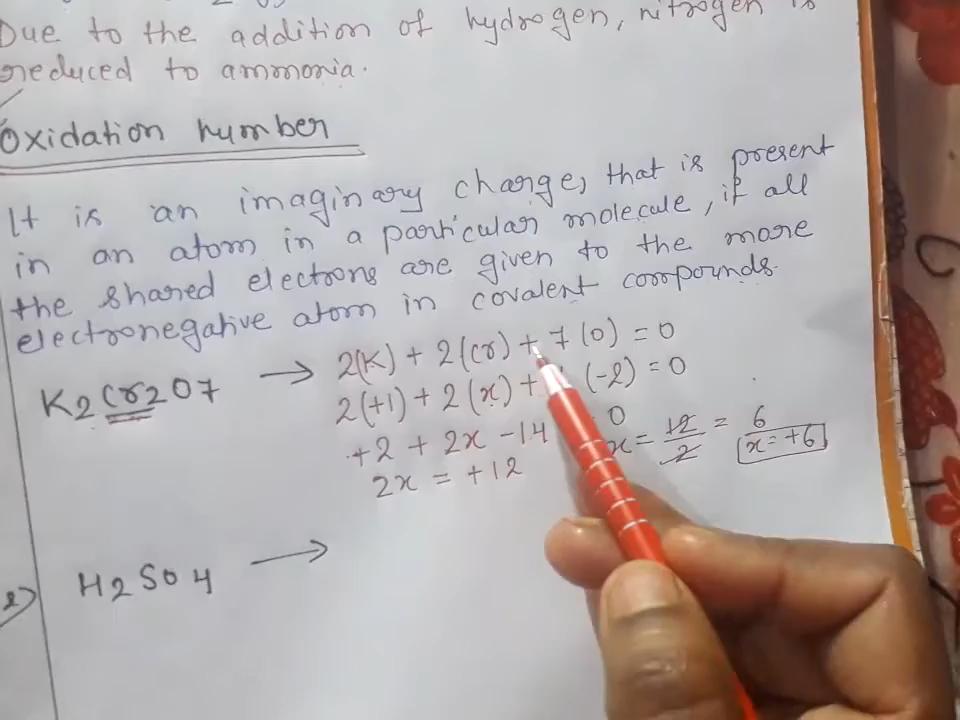 Due to the addition of hydrogen, nitrogen is
reduced to ammonia.
Oxidation number
It is an imaginary charge, that is present
in an atom in a particular molecule, if all
the shared electrons are given to the more
electronegative atom in covalent compounds.
K2Cr2O7 → 2(K) + 2(Cr) + 7(O) = 0
2(+1) + 2(x) + (-2) = 0
+2 + 2x - 14 0
2x = +12 x = 12/2 = 6
x = +6
2) H2SO4 →